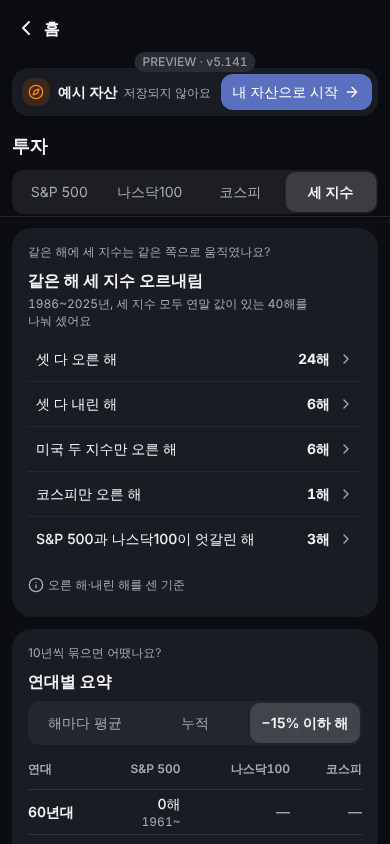 홈
PREVIEW · v5.141
예시 자산 저장되지 않아요 내 자산으로 시작 →
투자
S&P 500 나스닥100 코스피 세 지수
같은 해에 세 지수는 같은 쪽으로 움직였나요?
같은 해 세 지수 오르내림
1986~2025년, 세 지수 모두 연말 값이 있는 40해를
나눠 셌어요
셋 다 오른 해 24해
셋 다 내린 해 6해
미국 두 지수만 오른 해 6해
코스피만 오른 해 1해
S&P 500과 나스닥100이 엇갈린 해 3해
오른 해·내린 해를 센 기준
10년씩 묶으면 어땠나요?
연대별 요약
해마다 평균 누적 −15% 이하 해
연대 S&P 500 나스닥100 코스피
60년대 0해 — —
1961~